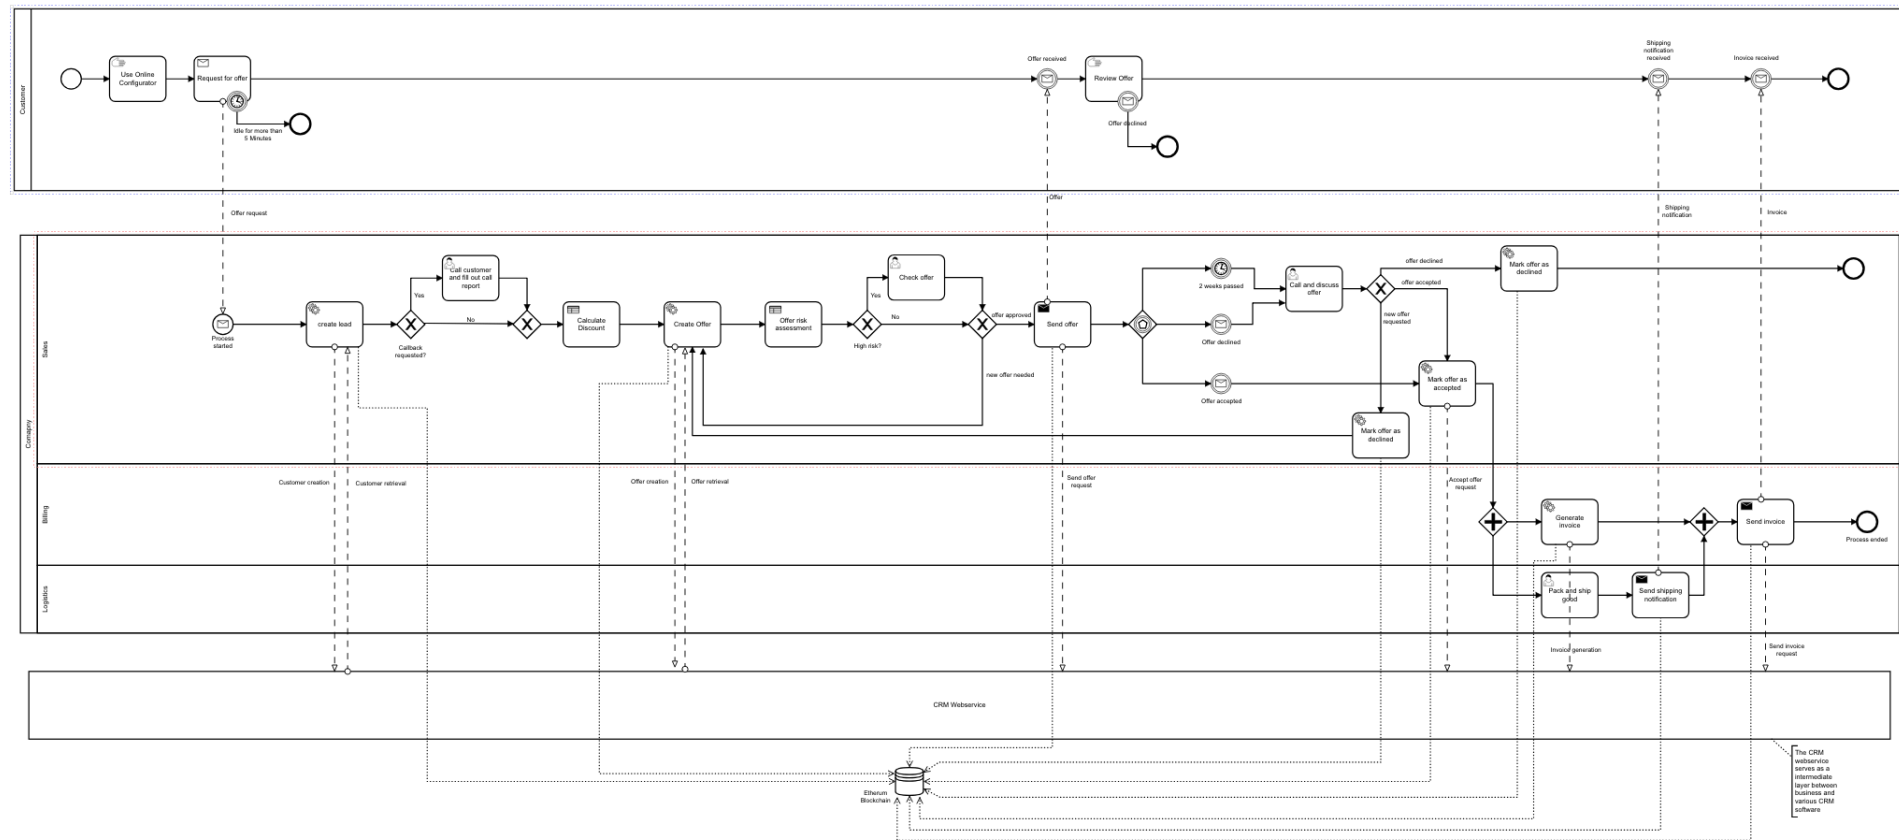 Customer
Use Online
Configurator
Request for offer
Idle for more than
5 Minutes
Offer received
Review Offer
Offer declined
Shipping
notification
received
Inovice received
Offer request
Offer
Shipping
notification
Invoice
Comapny
Sales
Process
started
create lead
Callback
requested?
Yes
No
Call customer
and fill out call
report
Calculate
Discount
Create Offer
Offer risk
assessment
High risk?
Yes
No
Check offer
offer approved
new offer needed
Send offer
2 weeks passed
Offer declined
Offer accepted
Call and discuss
offer
offer declined
offer accepted
new offer
requested
Mark offer as
declined
Mark offer as
accepted
Mark offer as
declined
Billing
Customer creation
Customer retrieval
Offer creation
Offer retrieval
Send offer
request
Accept offer
request
Generate
invoice
Send invoice
Process ended
Logistics
Pack and ship
good
Send shipping
notification
Invoice generation
Send invoice
request
CRM Webservice
Etherum
Blockchain
The CRM
webservice
serves as a
intermediate
layer between
business and
various CRM
software